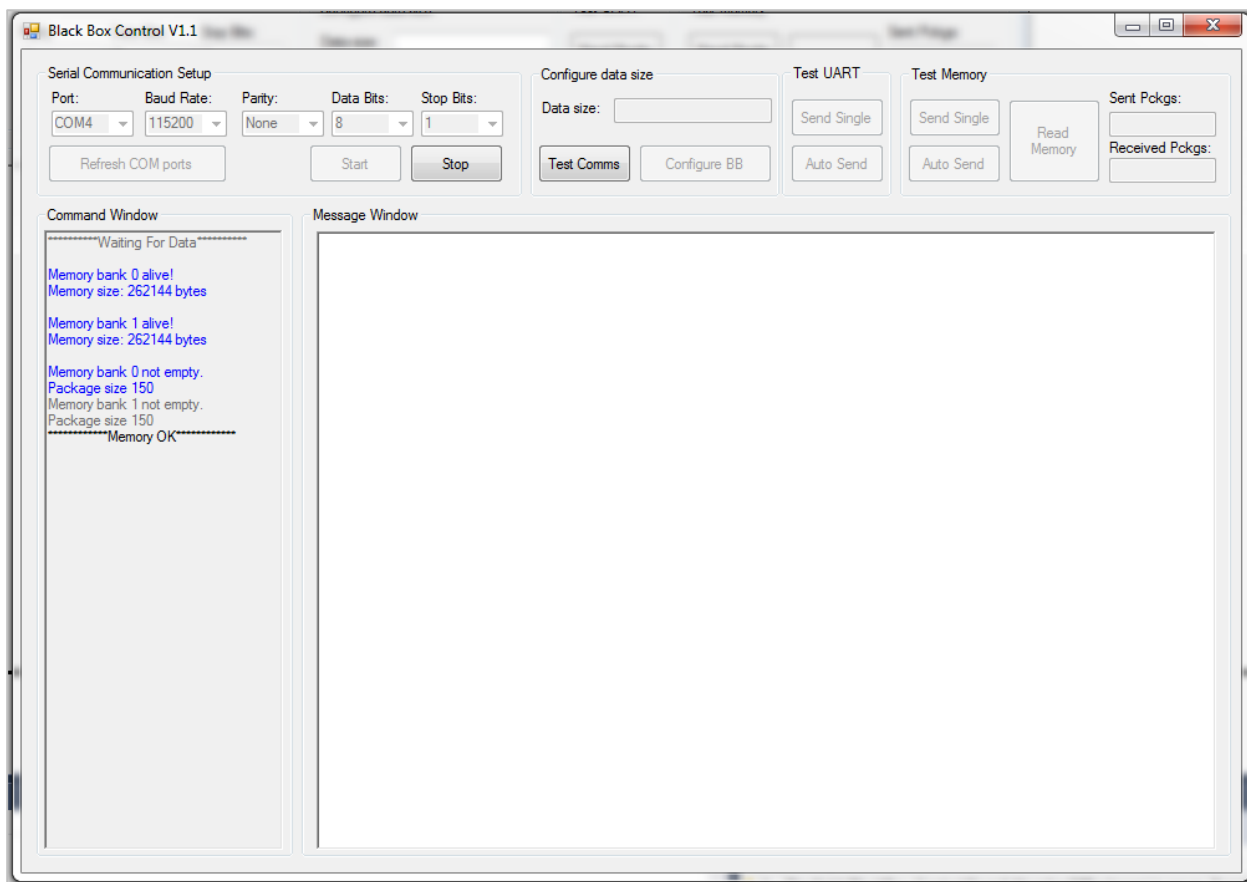 Black Box Control V1.1
Serial Communication Setup
Port: Baud Rate: Parity: Data Bits: Stop Bits:
COM4 115200 None 8 1
Refresh COM ports Start Stop
Configure data size
Data size:
Test Comms Configure BB
Test UART
Send Single
Auto Send
Test Memory
Send Single
Auto Send
Read
Memory
Sent Pckgs:
Received Pckgs:
Command Window
**********Waiting For Data**********
Memory bank 0 alive!
Memory size: 262144 bytes
Memory bank 1 alive!
Memory size: 262144 bytes
Memory bank 0 not empty.
Package size 150
Memory bank 1 not empty.
Package size 150
************Memory OK************
Message Window